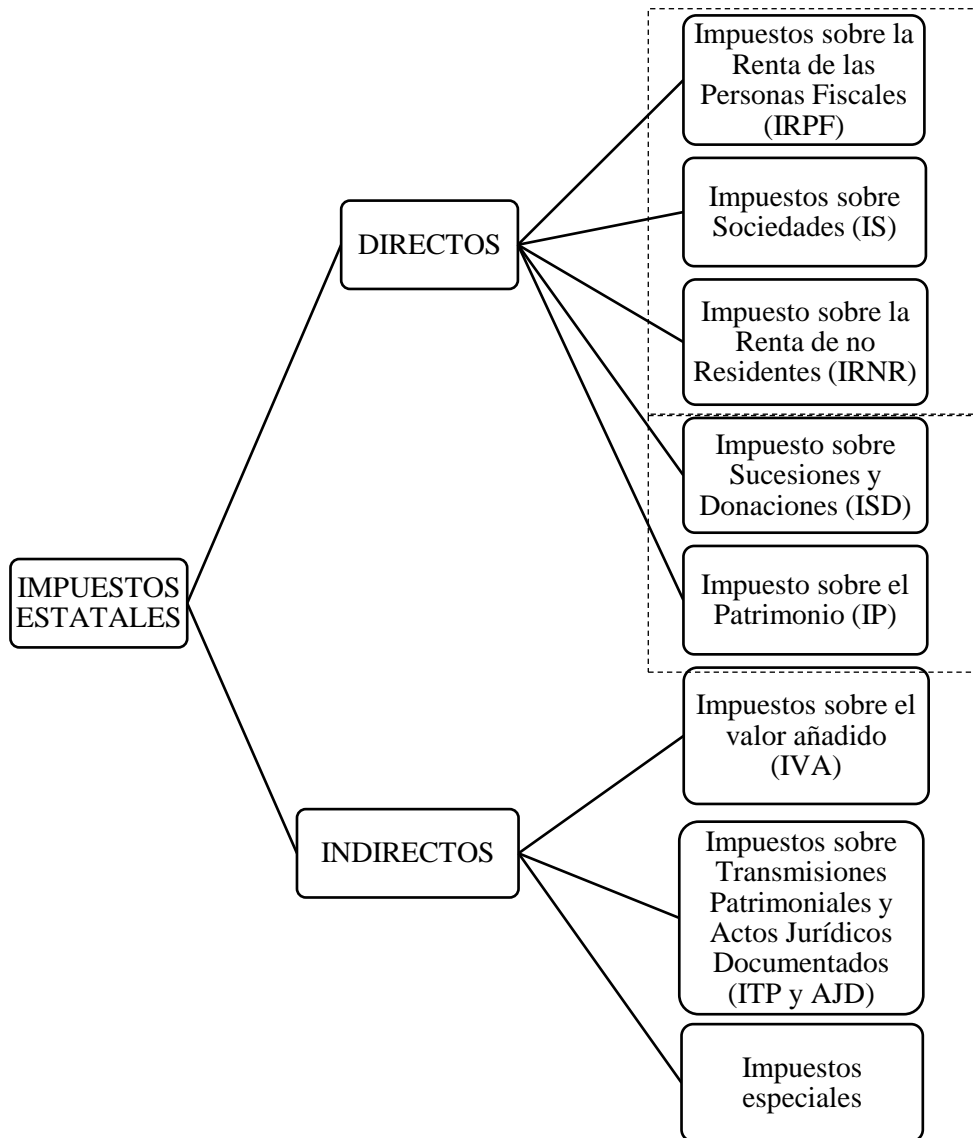 Impuestos sobre la
Renta de las
Personas Fiscales
(IRPF)
Impuestos sobre
Sociedades (IS)
DIRECTOS
Impuesto sobre la
Renta de no
Residentes (IRNR)
Impuesto sobre
Sucesiones y
Donaciones (ISD)
IMPUESTOS
ESTATALES
Impuesto sobre el
Patrimonio (IP)
Impuestos sobre el
valor añadido
(IVA)
INDIRECTOS
Impuestos sobre
Transmisiones
Patrimoniales y
Actos Jurídicos
Documentados
(ITP y AJD)
Impuestos
especiales